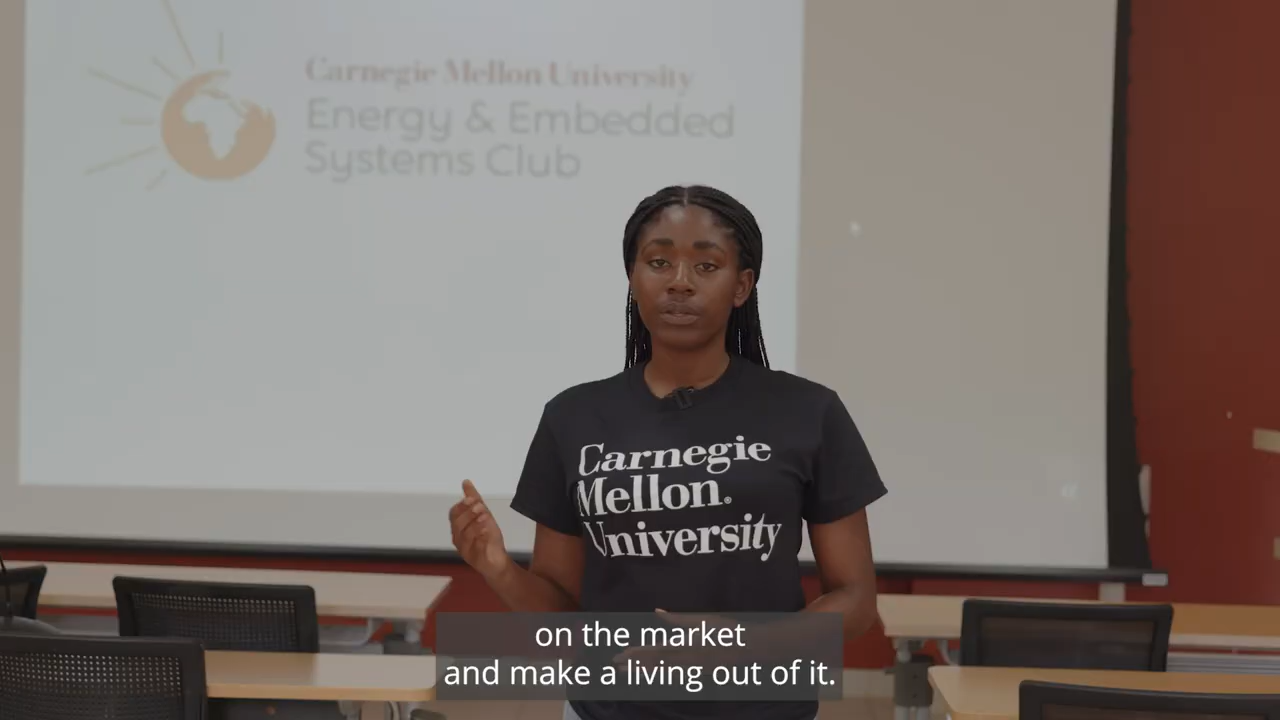 Carnegie Mellon University
Energy & Embedded
Systems Club
Carnegie
Mellon®
University
on the market
and make a living out of it.